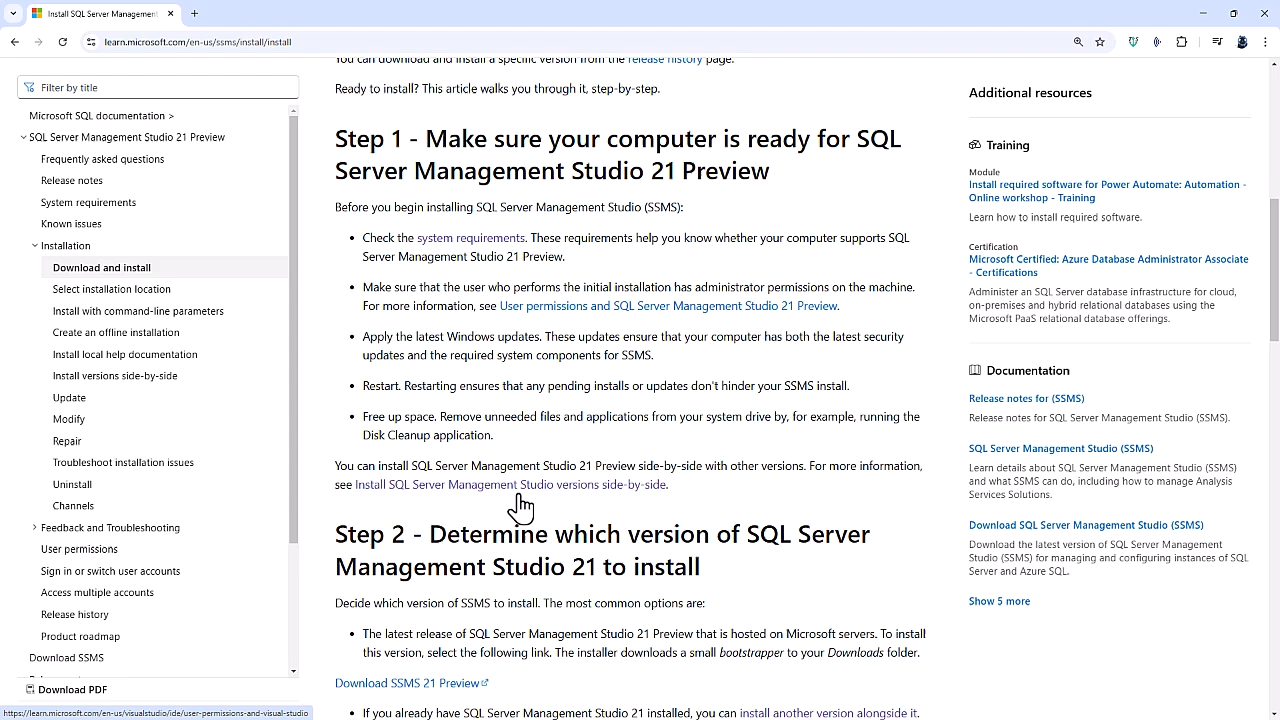 Install SQL Server Management
learn.microsoft.com/en-us/ssms/install/install
Filter by title
Microsoft SQL documentation >
SQL Server Management Studio 21 Preview
Frequently asked questions
Release notes
System requirements
Known issues
Installation
Download and install
Select installation location
Install with command-line parameters
Create an offline installation
Install local help documentation
Install versions side-by-side
Update
Modify
Repair
Troubleshoot installation issues
Uninstall
Channels
Feedback and Troubleshooting
User permissions
Sign in or switch user accounts
Access multiple accounts
Release history
Product roadmap
Download SSMS
Download PDF
https://learn.microsoft.com/en-us/visualstudio/ide/user-permissions-and-visual-studio
You can download and install a specific version from the release history page.
Ready to install? This article walks you through it, step-by-step.
Step 1 - Make sure your computer is ready for SQL
Server Management Studio 21 Preview
Before you begin installing SQL Server Management Studio (SSMS):
• Check the system requirements. These requirements help you know whether your computer supports SQL
Server Management Studio 21 Preview.
• Make sure that the user who performs the initial installation has administrator permissions on the machine.
For more information, see User permissions and SQL Server Management Studio 21 Preview.
• Apply the latest Windows updates. These updates ensure that your computer has both the latest security
updates and the required system components for SSMS.
• Restart. Restarting ensures that any pending installs or updates don't hinder your SSMS install.
• Free up space. Remove unneeded files and applications from your system drive by, for example, running the
Disk Cleanup application.
You can install SQL Server Management Studio 21 Preview side-by-side with other versions. For more information,
see Install SQL Server Management Studio versions side-by-side.
Step 2 - Determine which version of SQL Server
Management Studio 21 to install
Decide which version of SSMS to install. The most common options are:
• The latest release of SQL Server Management Studio 21 Preview that is hosted on Microsoft servers. To install
this version, select the following link. The installer downloads a small bootstrapper to your Downloads folder.
Download SSMS 21 Preview
• If you already have SQL Server Management Studio 21 installed, you can install another version alongside it.
Additional resources
Training
Module
Install required software for Power Automate: Automation -
Online workshop - Training
Learn how to install required software.
Certification
Microsoft Certified: Azure Database Administrator Associate
- Certifications
Administer an SQL Server database infrastructure for cloud,
on-premises and hybrid relational databases using the
Microsoft PaaS relational database offerings.
Documentation
Release notes for (SSMS)
Release notes for SQL Server Management Studio (SSMS).
SQL Server Management Studio (SSMS)
Learn details about SQL Server Management Studio (SSMS)
and what SSMS can do, including how to manage Analysis
Services Solutions.
Download SQL Server Management Studio (SSMS)
Download the latest version of SQL Server Management
Studio (SSMS) for managing and configuring instances of SQL
Server and Azure SQL.
Show 5 more